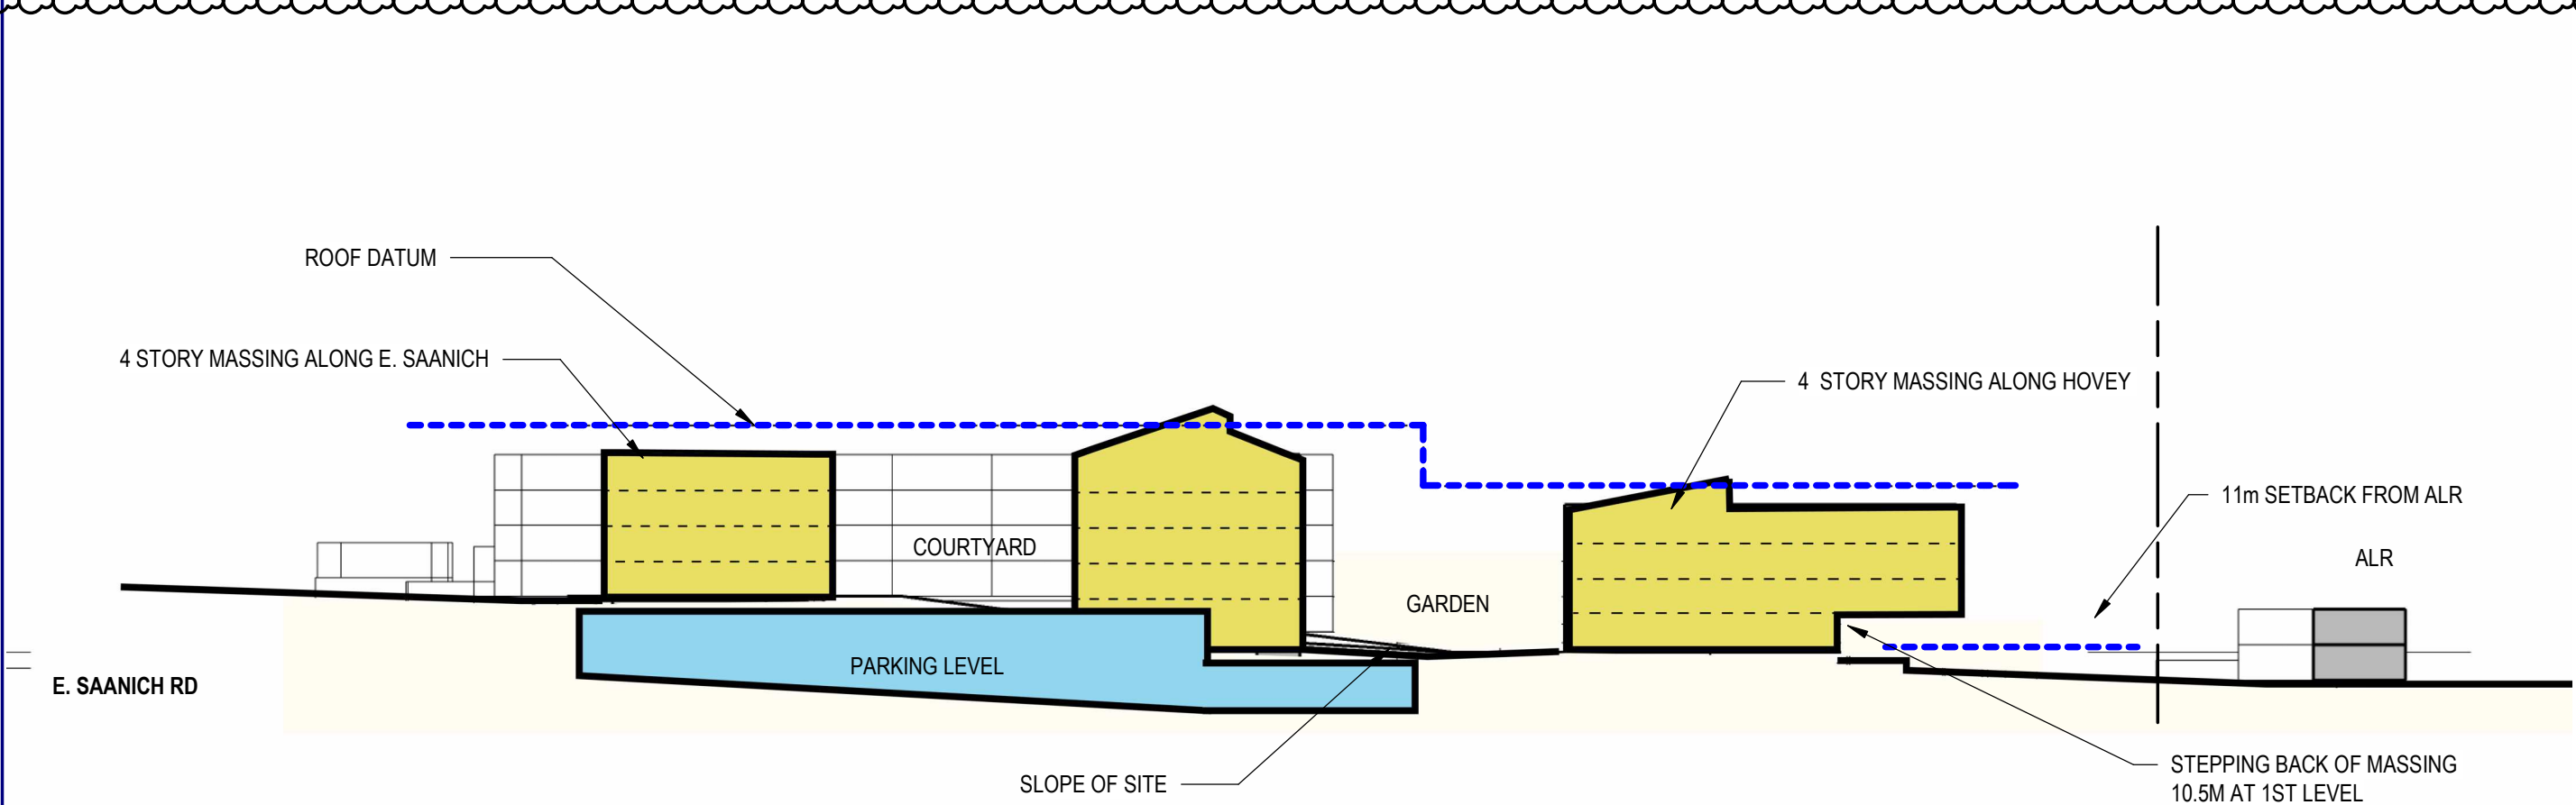 ROOF DATUM
4 STORY MASSING ALONG E. SAANICH
4 STORY MASSING ALONG HOVEY
11m SETBACK FROM ALR
COURTYARD
ALR
GARDEN
PARKING LEVEL
E. SAANICH RD
SLOPE OF SITE
STEPPING BACK OF MASSING
10.5M AT 1ST LEVEL